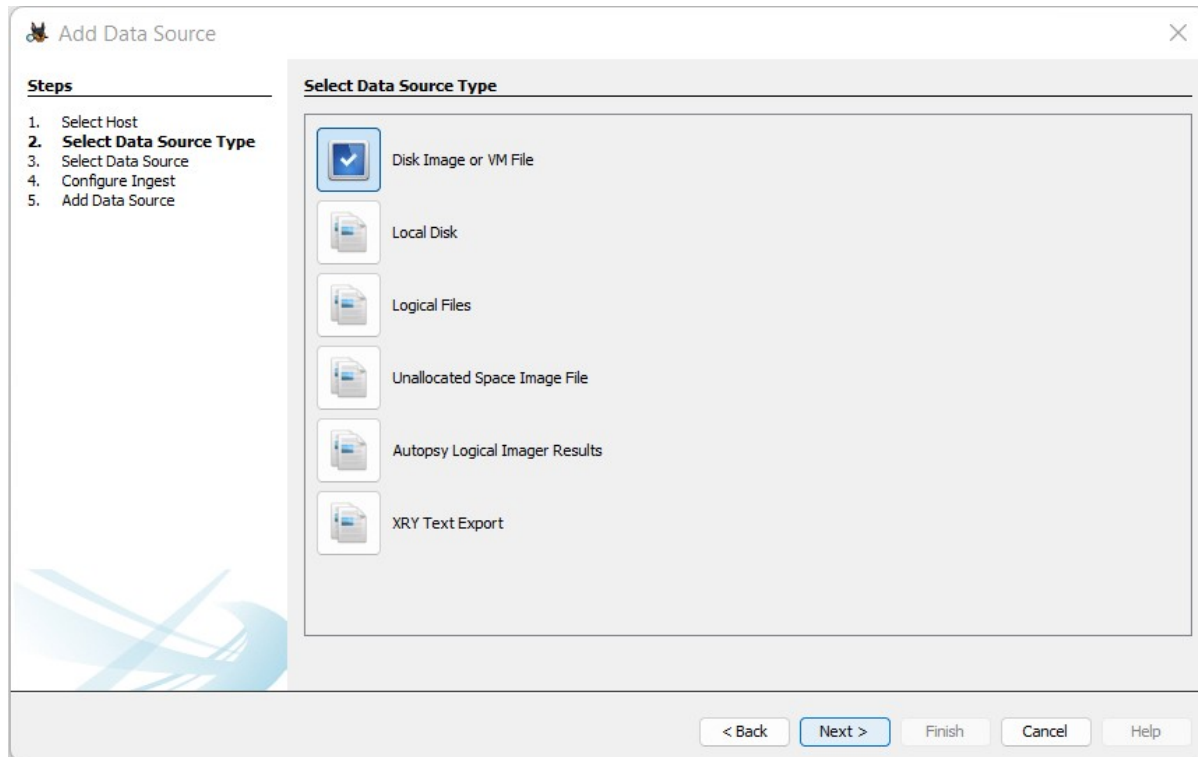 Add Data Source
Steps
1. Select Host
2. Select Data Source Type
3. Select Data Source
4. Configure Ingest
5. Add Data Source
Select Data Source Type
Disk Image or VM File
Local Disk
Logical Files
Unallocated Space Image File
Autopsy Logical Imager Results
XRY Text Export
< Back Next > Finish Cancel Help